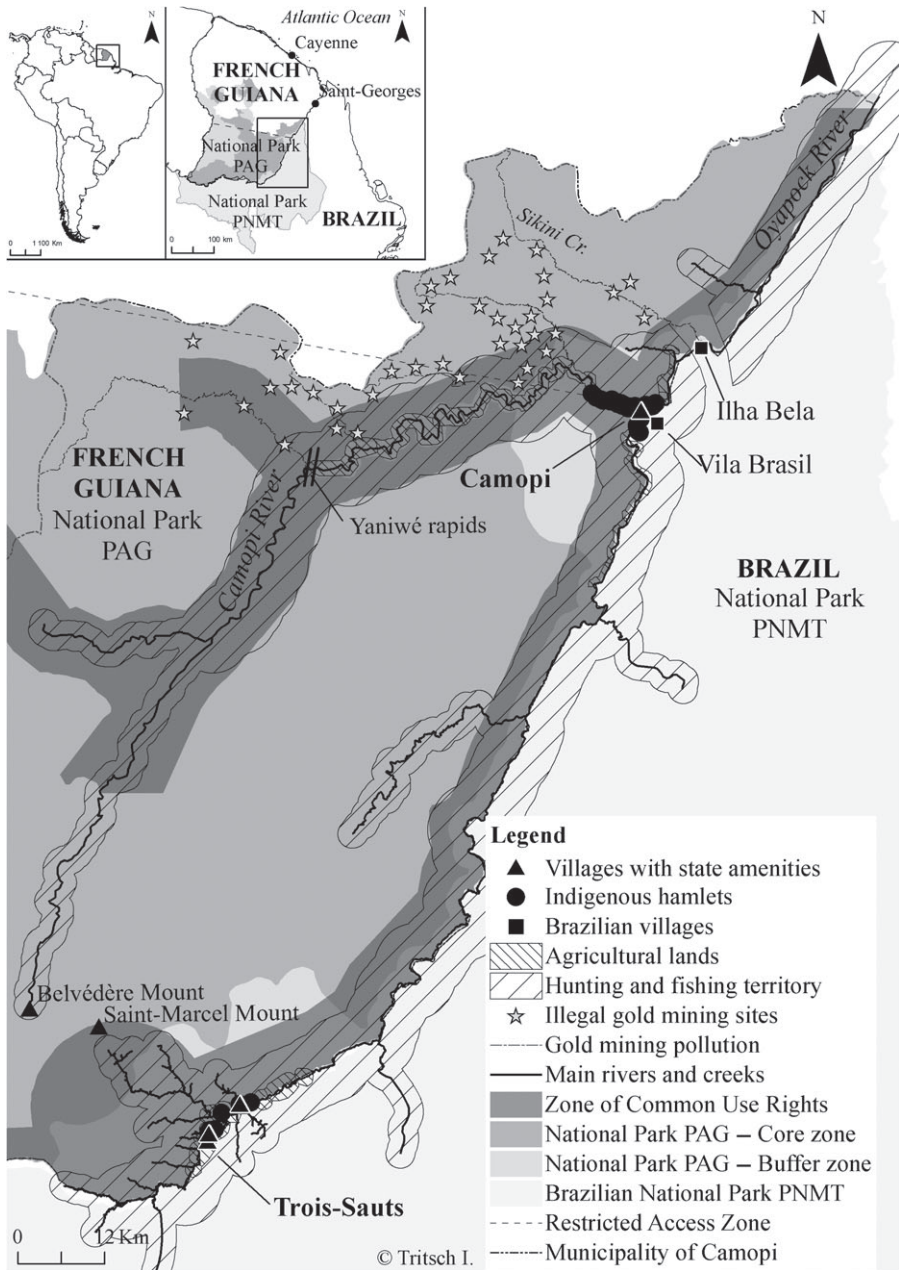 N
0 1 100 Km
Atlantic Ocean
N
Cayenne
FRENCH
GUIANA
Saint-Georges
National Park
PAG
National Park
PNMT
BRAZIL
0 100 km
N
Oyapock River
Sikini Cr.
Ilha Bela
Vila Brasil
Camopi
FRENCH
GUIANA
National Park
PAG
Camopi River
Yaniwé rapids
BRAZIL
National Park
PNMT
Belvédère Mount
Saint-Marcel Mount
Trois-Sauts
0 12 Km
© Tritsch I.
Legend
Villages with state amenities
Indigenous hamlets
Brazilian villages
Agricultural lands
Hunting and fishing territory
Illegal gold mining sites
Gold mining pollution
Main rivers and creeks
Zone of Common Use Rights
National Park PAG – Core zone
National Park PAG – Buffer zone
Brazilian National Park PNMT
Restricted Access Zone
Municipality of Camopi